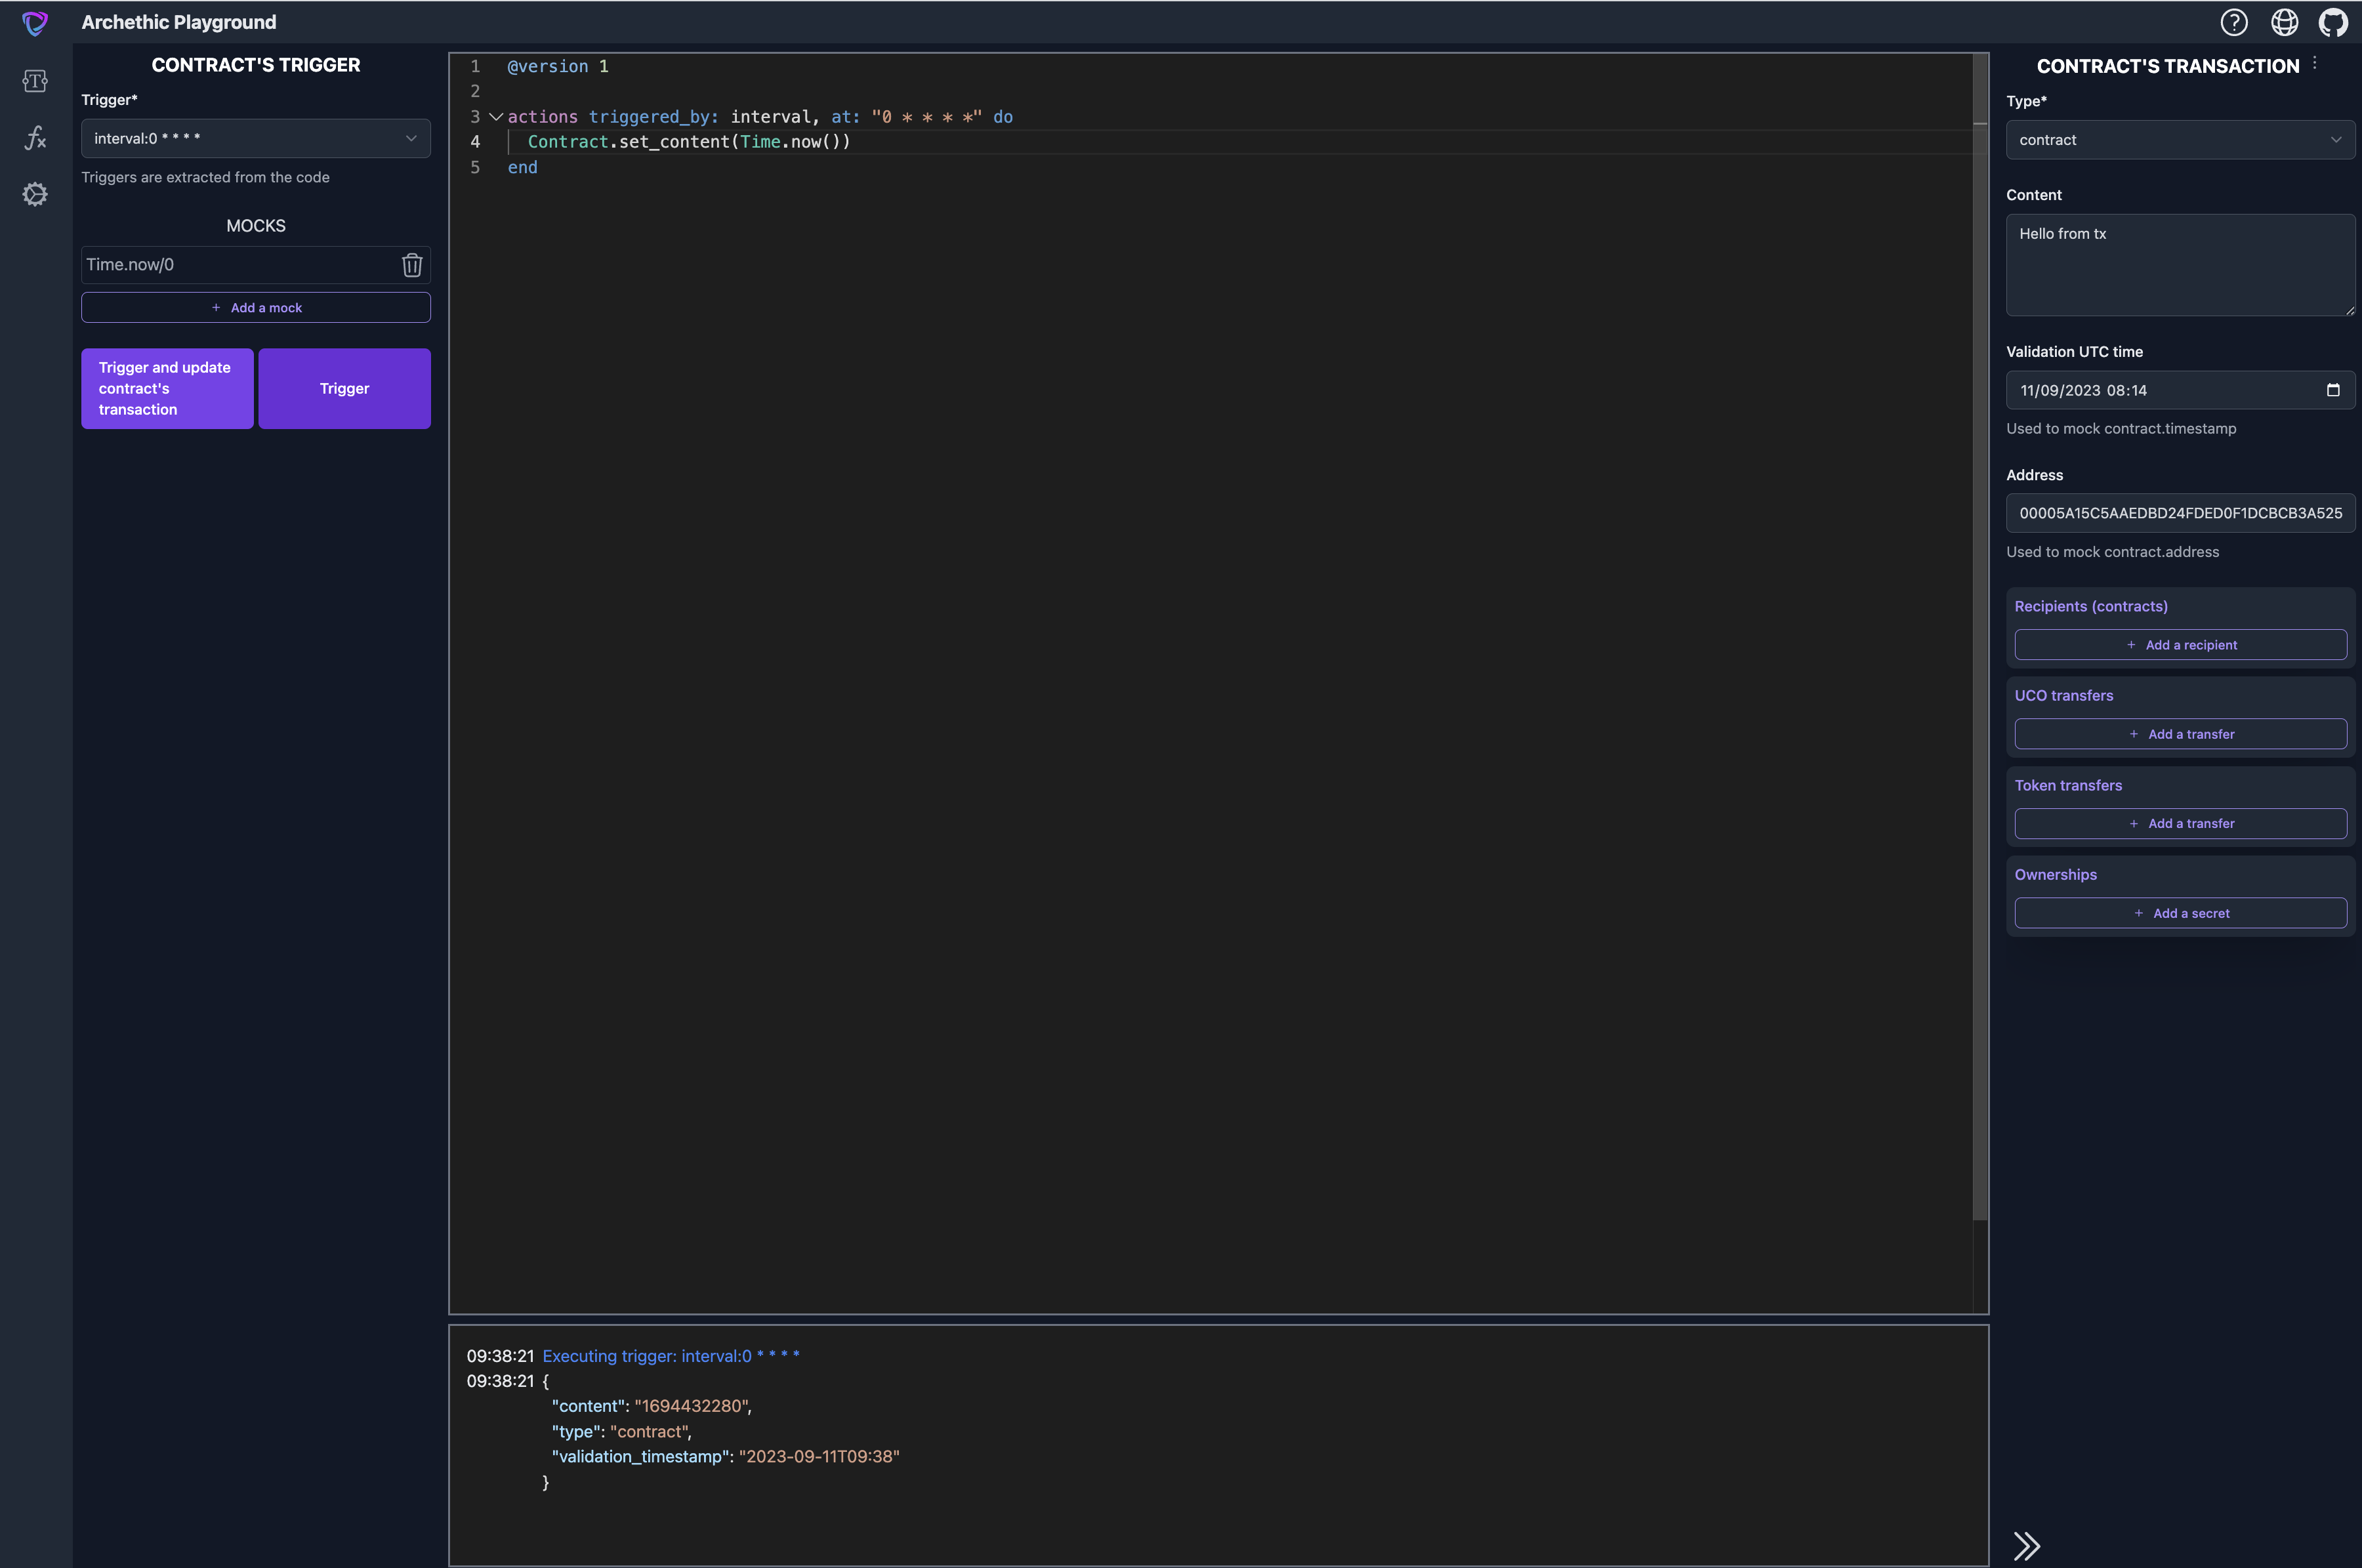 Archethic Playground
CONTRACT'S TRIGGER
Trigger*
interval:0 * * * *
Triggers are extracted from the code
MOCKS
Time.now/0
+ Add a mock
Trigger and update
contract's
transaction
Trigger
1 @version 1
2
3 actions triggered_by: interval, at: "0 * * * *" do
4 Contract.set_content(Time.now())
5 end
09:38:21 Executing trigger: interval:0 * * * *
09:38:21 {
"content": "1694432280",
"type": "contract",
"validation_timestamp": "2023-09-11T09:38"
}
CONTRACT'S TRANSACTION
Type*
contract
Content
Hello from tx
Validation UTC time
11/09/2023 08:14
Used to mock contract.timestamp
Address
00005A15C5AAEDBD24FDED0F1DCBCB3A525
Used to mock contract.address
Recipients (contracts)
+ Add a recipient
UCO transfers
+ Add a transfer
Token transfers
+ Add a transfer
Ownerships
+ Add a secret